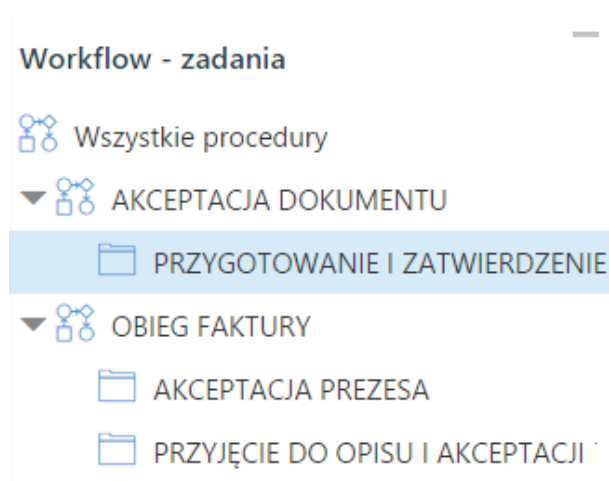 Workflow - zadania
Wszystkie procedury
AKCEPTACJA DOKUMENTU
PRZYGOTOWANIE I ZATWIERDZENIE
OBIEG FAKTURY
AKCEPTACJA PREZESA
PRZYJĘCIE DO OPISU I AKCEPTACJI